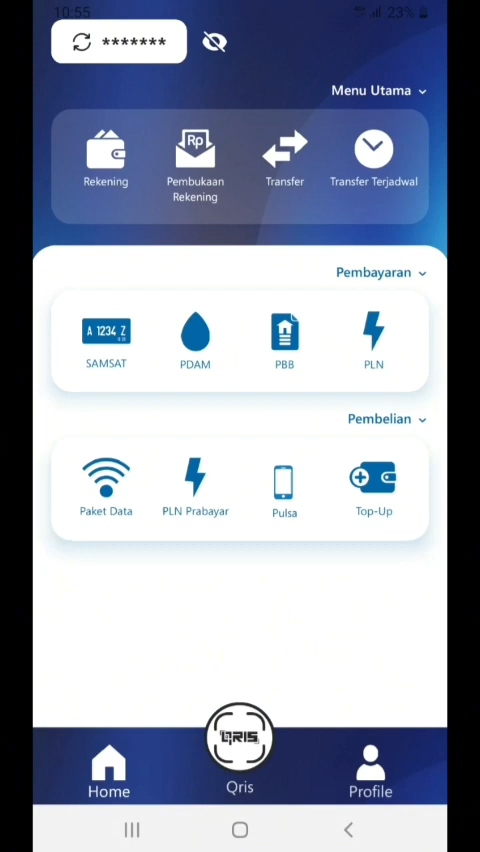 10:55
23%
*******
Menu Utama
Rp
Rekening
Pembukaan
Rekening
Transfer
Transfer Terjadwal
Pembayaran
A 1234 Z
SAMSAT
PDAM
PBB
PLN
Pembelian
Paket Data
PLN Prabayar
Pulsa
Top-Up
QRIS
Home
Qris
Profile